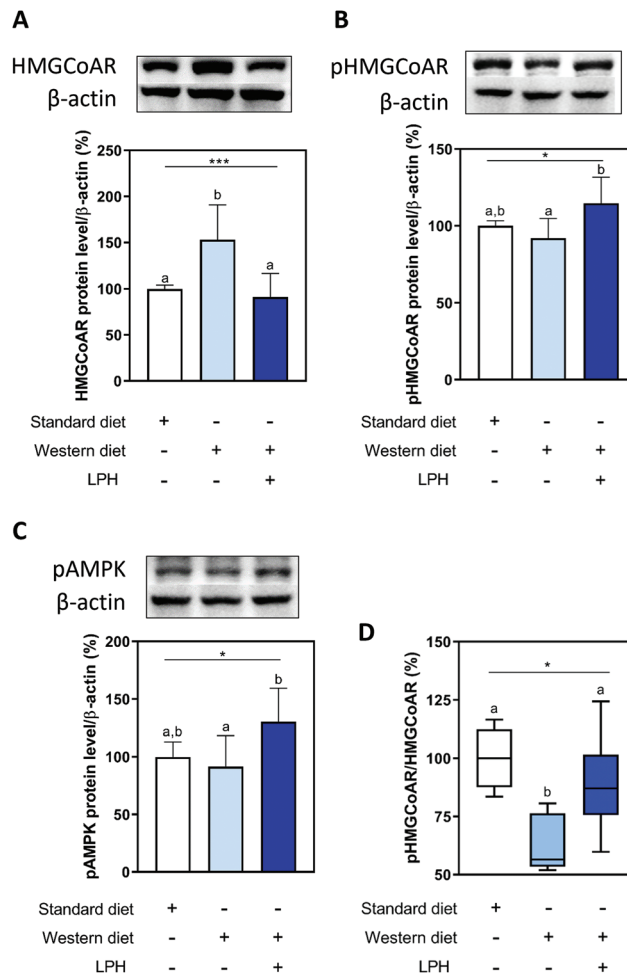 A
HMGCoAR
β-actin
HMGCoAR protein level/β-actin (%)
250
200
150
100
50
0
***
a
b
a
Standard diet + - -
Western diet - + +
LPH - - +
B
pHMGCoAR
β-actin
pHMGCoAR protein level/β-actin (%)
150
100
50
0
*
a,b
a
b
Standard diet + - -
Western diet - + +
LPH - - +
C
pAMPK
β-actin
pAMPK protein level/β-actin (%)
200
150
100
50
0
*
a,b
a
b
Standard diet + - -
Western diet - + +
LPH - - +
D
pHMGCoAR/HMGCoAR (%)
150
125
100
75
50
*
a
b
a
Standard diet + - -
Western diet - + +
LPH - - +